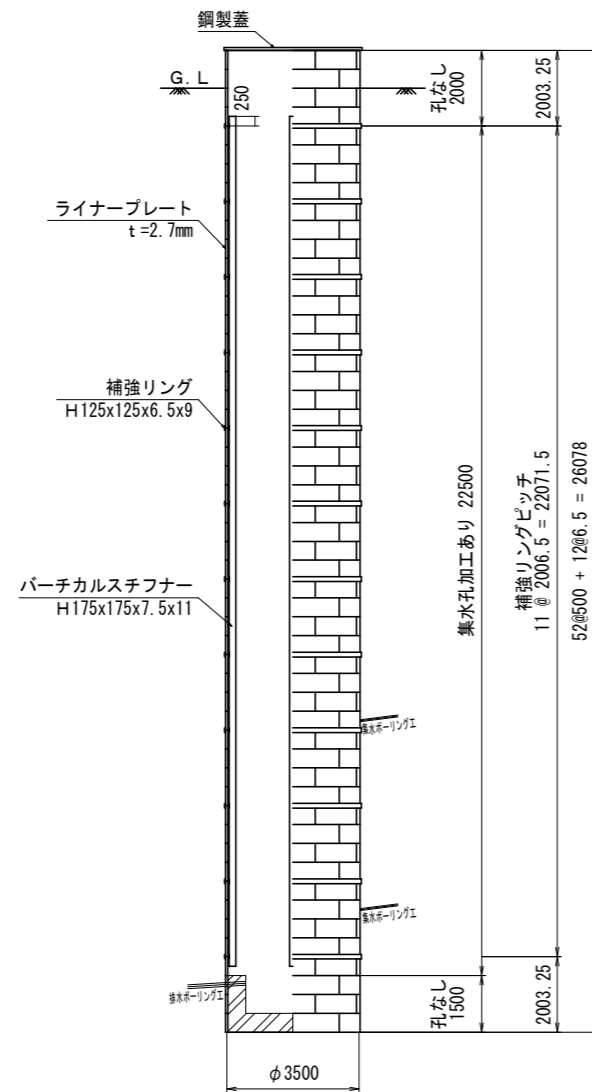 鋼製蓋
G.L
250
孔なし
2000
2003.25
ライナープレート
t=2.7mm
補強リング
H125x125x6.5x9
集水孔加工あり 22500
補強リングピッチ
11 @ 2006.5 = 22071.5
52@500 + 12@6.5 = 26078
バーチカルスチフナー
H175x175x7.5x11
集水ボーリング工
集水ボーリング工
排水ボーリング工
孔なし
1500
2003.25
φ3500